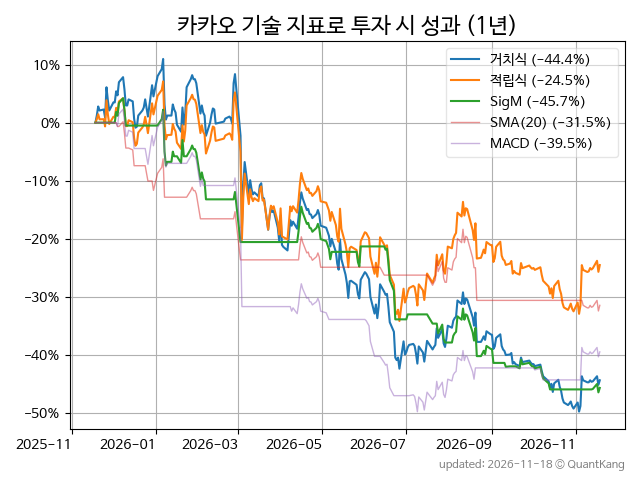 카카오 기술 지표로 투자 시 성과 (1년)
거치식 (−44.4%)
적립식 (−24.5%)
SigM (−45.7%)
SMA(20) (−31.5%)
MACD (−39.5%)
10%
0%
−10%
−20%
−30%
−40%
−50%
2025-11 2026-01 2026-03 2026-05 2026-07 2026-09 2026-11
updated: 2026-11-18 © QuantKang